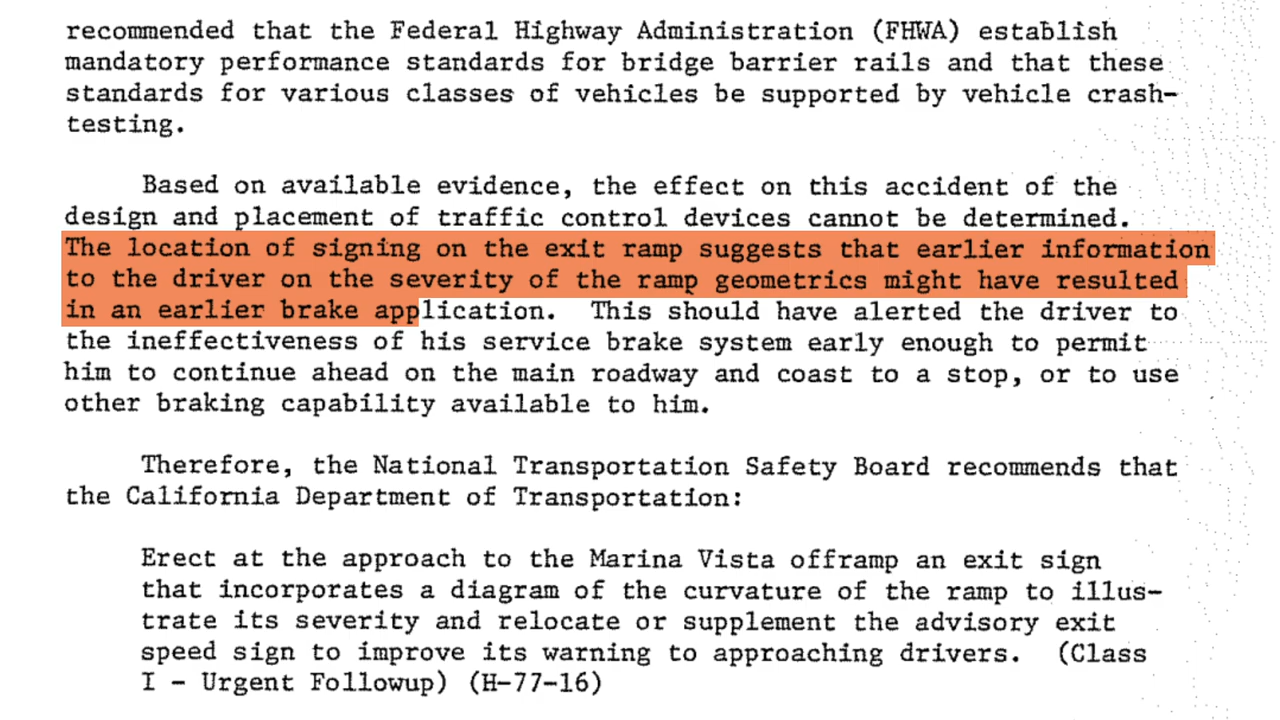 recommended that the Federal Highway Administration (FHWA) establish
mandatory performance standards for bridge barrier rails and that these
standards for various classes of vehicles be supported by vehicle crash-
testing.
Based on available evidence, the effect on this accident of the
design and placement of traffic control devices cannot be determined.
The location of signing on the exit ramp suggests that earlier information
to the driver on the severity of the ramp geometrics might have resulted
in an earlier brake application. This should have alerted the driver to
the ineffectiveness of his service brake system early enough to permit
him to continue ahead on the main roadway and coast to a stop, or to use
other braking capability available to him.
Therefore, the National Transportation Safety Board recommends that
the California Department of Transportation:
Erect at the approach to the Marina Vista offramp an exit sign
that incorporates a diagram of the curvature of the ramp to illus-
trate its severity and relocate or supplement the advisory exit
speed sign to improve its warning to approaching drivers. (Class
I - Urgent Followup) (H-77-16)